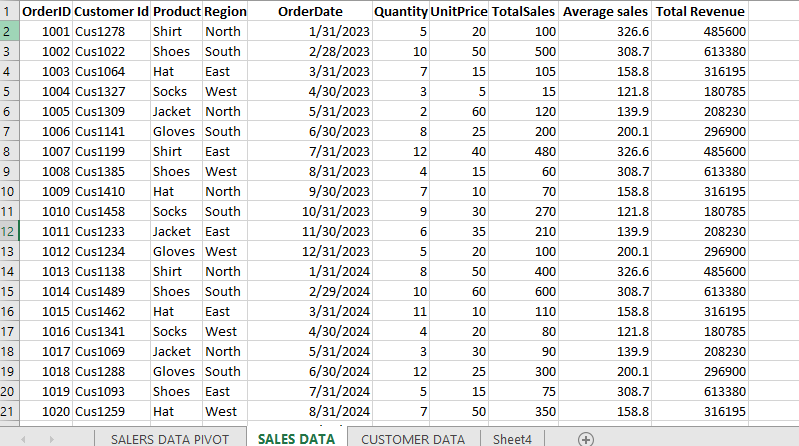 1 OrderID Customer Id Product Region OrderDate Quantity UnitPrice TotalSales Average sales Total Revenue
2 1001 Cus1278 Shirt North 1/31/2023 5 20 100 326.6 485600
3 1002 Cus1022 Shoes South 2/28/2023 10 50 500 308.7 613380
4 1003 Cus1064 Hat East 3/31/2023 7 15 105 158.8 316195
5 1004 Cus1327 Socks West 4/30/2023 3 5 15 121.8 180785
6 1005 Cus1309 Jacket North 5/31/2023 2 60 120 139.9 208230
7 1006 Cus1141 Gloves South 6/30/2023 8 25 200 200.1 296900
8 1007 Cus1199 Shirt East 7/31/2023 12 40 480 326.6 485600
9 1008 Cus1385 Shoes West 8/31/2023 4 15 60 308.7 613380
10 1009 Cus1410 Hat North 9/30/2023 7 10 70 158.8 316195
11 1010 Cus1458 Socks South 10/31/2023 9 30 270 121.8 180785
12 1011 Cus1233 Jacket East 11/30/2023 6 35 210 139.9 208230
13 1012 Cus1234 Gloves West 12/31/2023 5 20 100 200.1 296900
14 1013 Cus1138 Shirt North 1/31/2024 8 50 400 326.6 485600
15 1014 Cus1489 Shoes South 2/29/2024 10 60 600 308.7 613380
16 1015 Cus1462 Hat East 3/31/2024 11 10 110 158.8 316195
17 1016 Cus1341 Socks West 4/30/2024 4 20 80 121.8 180785
18 1017 Cus1069 Jacket North 5/31/2024 3 30 90 139.9 208230
19 1018 Cus1288 Gloves South 6/30/2024 12 25 300 200.1 296900
20 1019 Cus1093 Shoes East 7/31/2024 5 15 75 308.7 613380
21 1020 Cus1259 Hat West 8/31/2024 7 50 350 158.8 316195
SALERS DATA PIVOT SALES DATA CUSTOMER DATA Sheet4